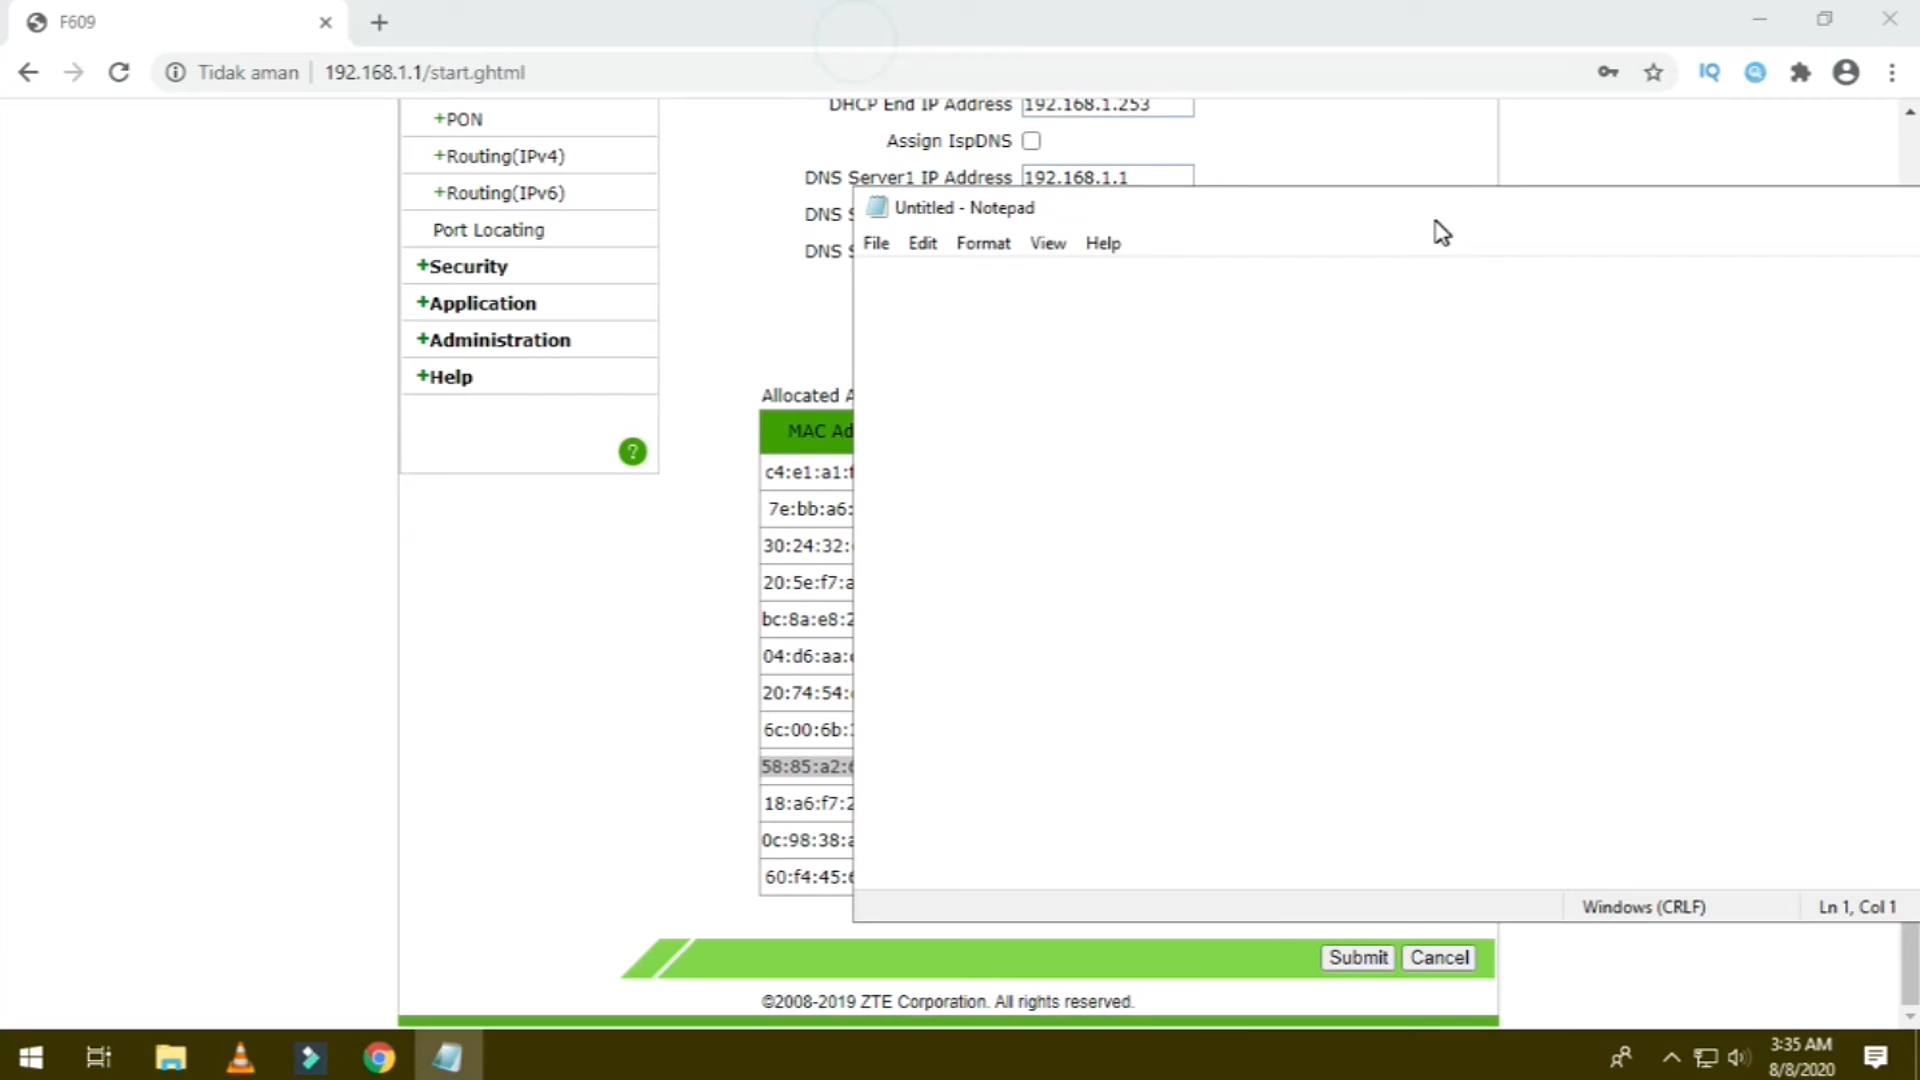 F609
Tidak aman 192.168.1.1/start.ghtml
IQ
+PON
+Routing(IPv4)
+Routing(IPv6)
Port Locating
+Security
+Application
+Administration
+Help
?
DHCP End IP Address 192.168.1.253
Assign IspDNS
DNS Server1 IP Address 192.168.1.1
DNS S
DNS S
Untitled - Notepad
File Edit Format View Help
Allocated A
MAC Ad
c4:e1:a1:f
7e:bb:a6:
30:24:32:
20:5e:f7:a
bc:8a:e8:2
04:d6:aa:
20:74:54:
6c:00:6b:
58:85:a2:6
18:a6:f7:2
0c:98:38:a
60:f4:45:6
Windows (CRLF) Ln 1, Col 1
Submit Cancel
©2008-2019 ZTE Corporation. All rights reserved.
3:35 AM
8/8/2020